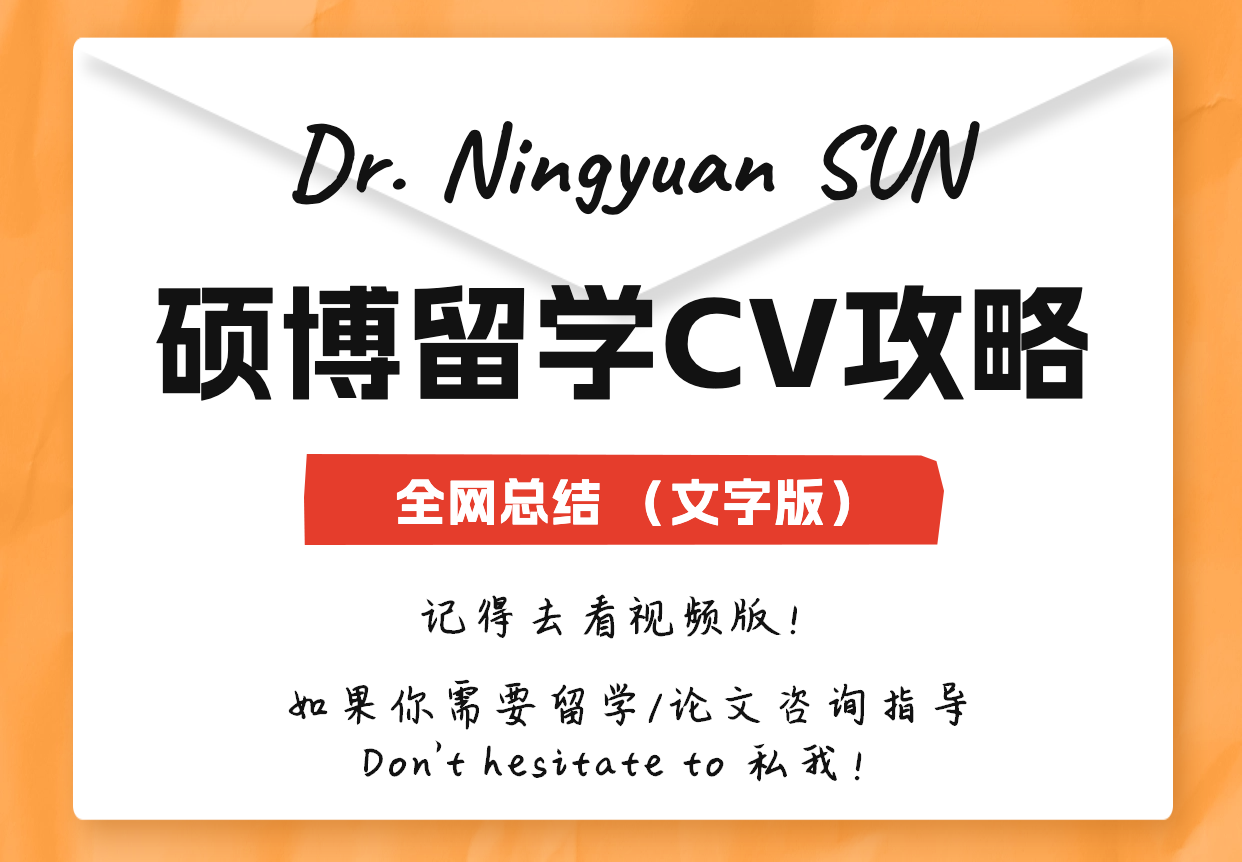 Dr. Ningyuan SUN
硕博留学CV攻略
全网总结（文字版）
记得去看视频版!
如果你需要留学/论文咨询指导
Don't hesitate to 私我!